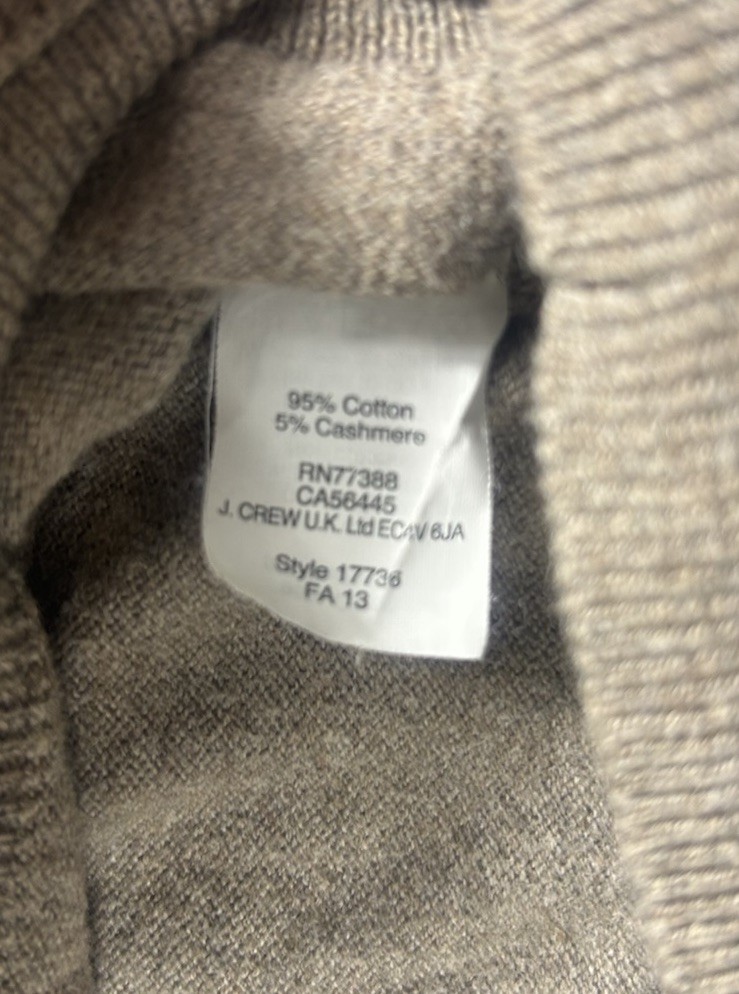 95% Cotton
5% Cashmere
RN77388
CA56445
J. CREW U.K. Ltd EC4V 6JA
Style 17736
FA 13